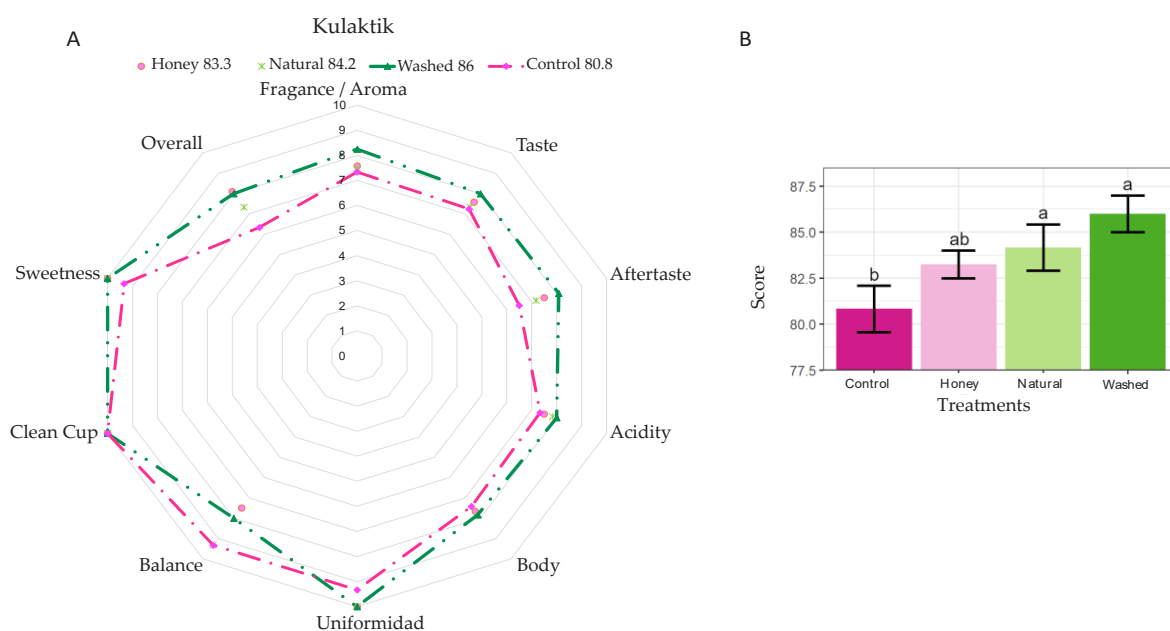 A
Kulaktik
B
Honey 83.3 Natural 84.2 Washed 86 Control 80.8
Fragance / Aroma
Taste
Aftertaste
Acidity
Body
Uniformidad
Balance
Clean Cup
Sweetness
Overall
10
9
8
7
6
5
4
3
2
1
0
87.5
85.0
82.5
80.0
77.5
Score
b
ab
a
a
Control Honey Natural Washed
Treatments